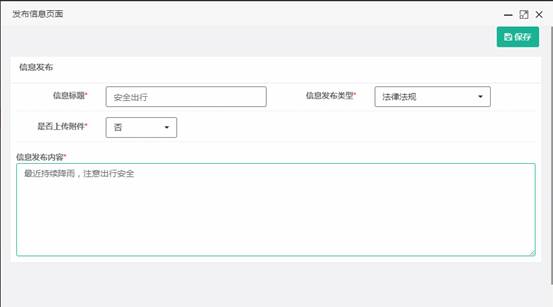 发布信息页面
保存
信息发布
信息标题* 安全出行 信息发布类型* 法律法规
是否上传附件* 否
信息发布内容*
最近持续降雨，注意出行安全